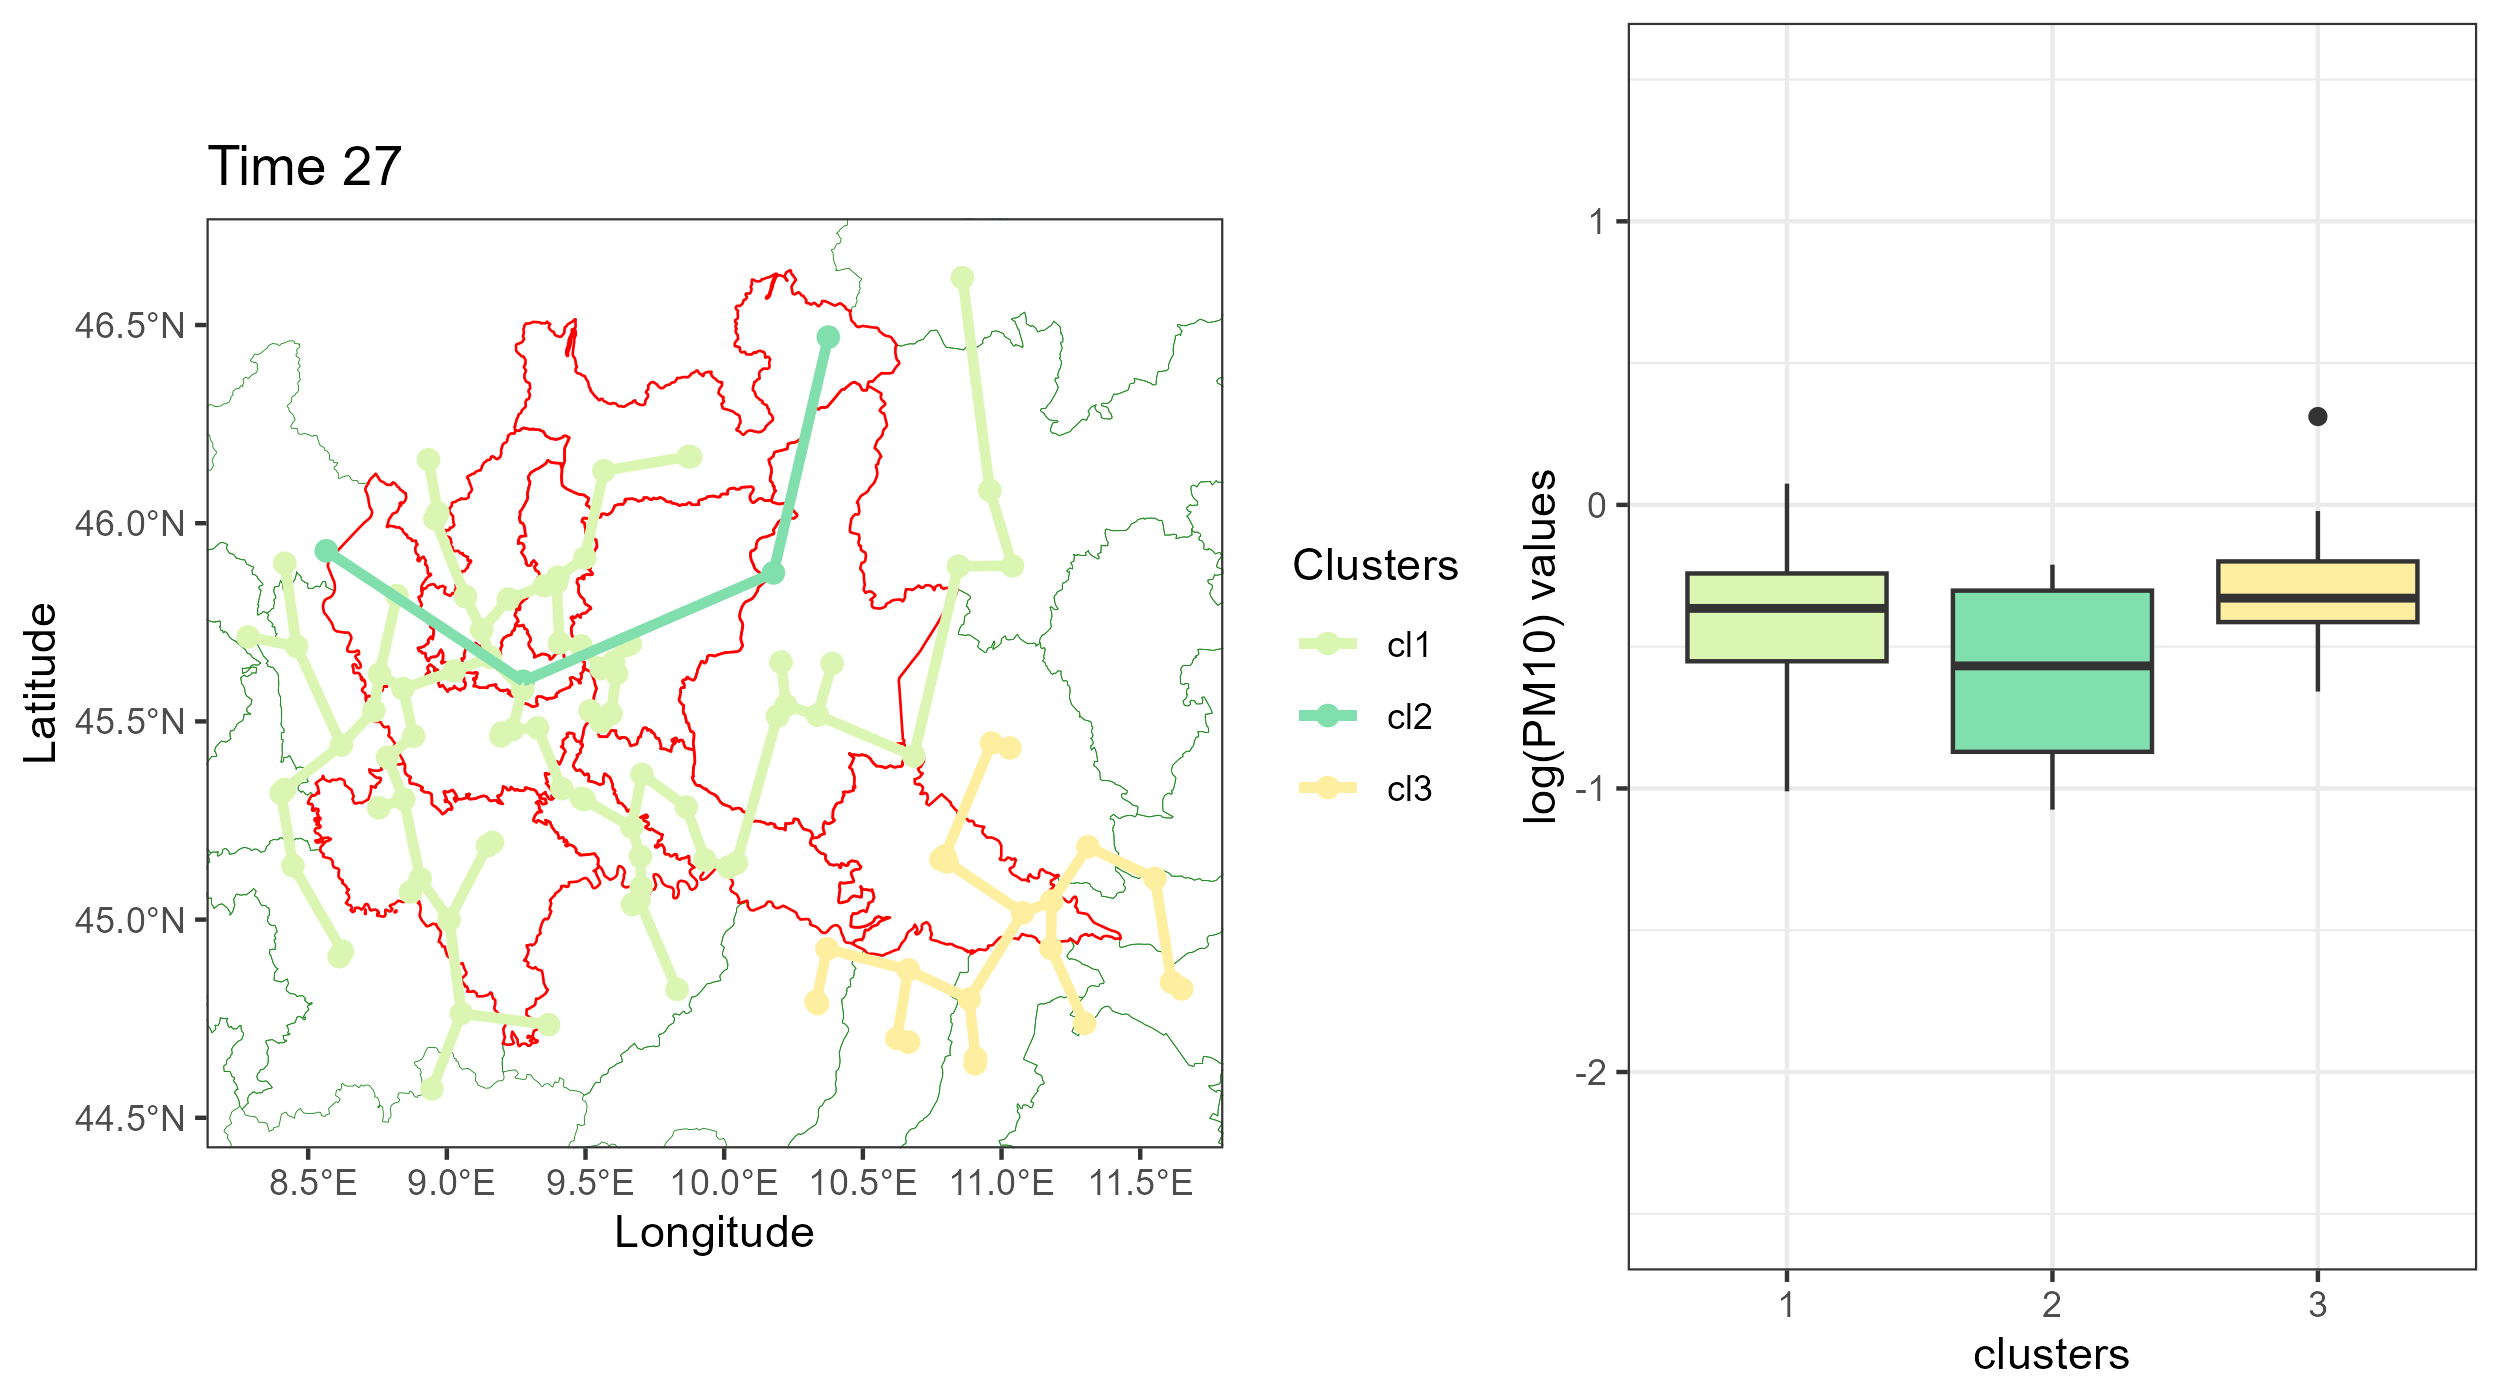 Time 27
Latitude
46.5°N
46.0°N
45.5°N
45.0°N
44.5°N
8.5°E 9.0°E 9.5°E 10.0°E 10.5°E 11.0°E 11.5°E
Longitude
Clusters
cl1
cl2
cl3
log(PM10) values
1
0
-1
-2
1 2 3
clusters